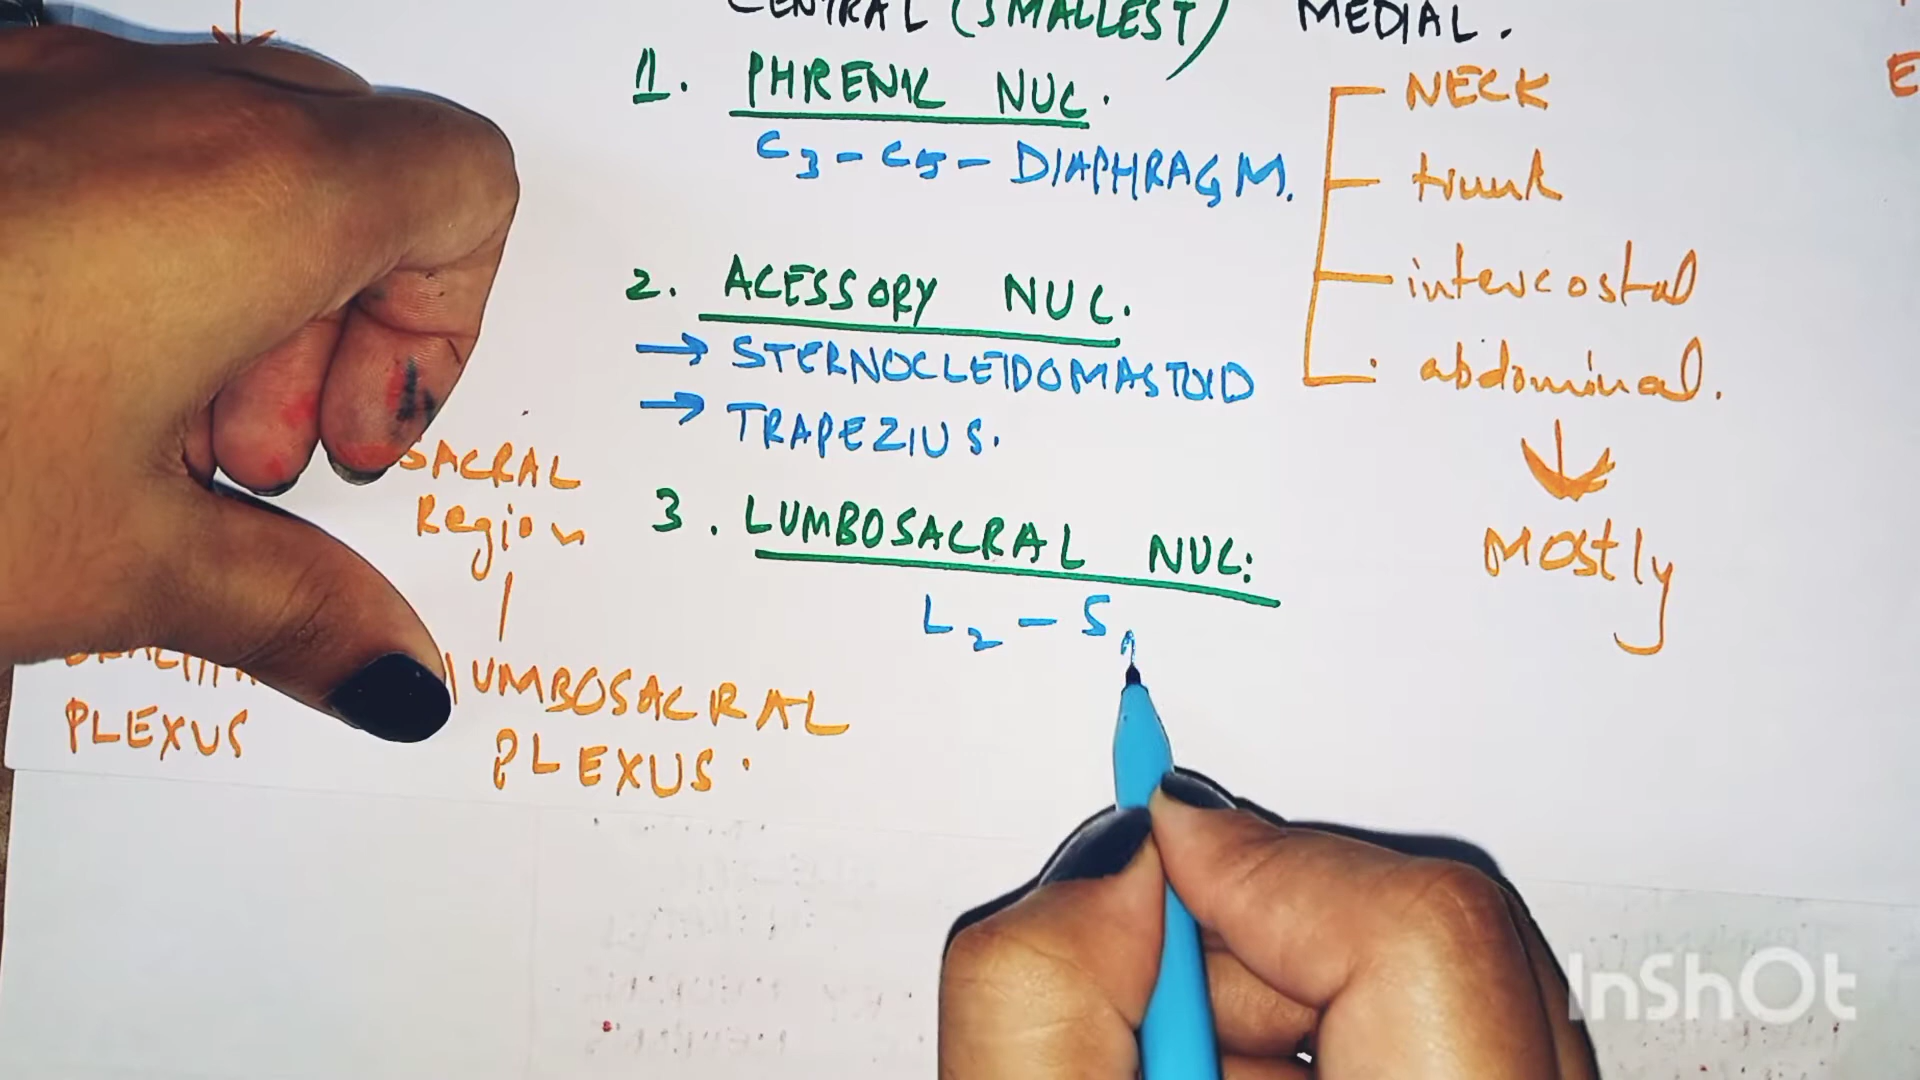 CENTRAL (SMALLEST)
1. PHRENIC NUC.
C3 - C5 - DIAPHRAGM.
2. ACESSORY NUC.
→ STERNOCLEIDOMASTOID
→ TRAPEZIUS.
3. LUMBOSACRAL NUC:
L2 - S
MEDIAL.
NECK
trunk
intercostal
abdominal.
Mostly
E
SACRAL
Region
PLEXUS
LUMBOSACRAL
PLEXUS.
InShOt